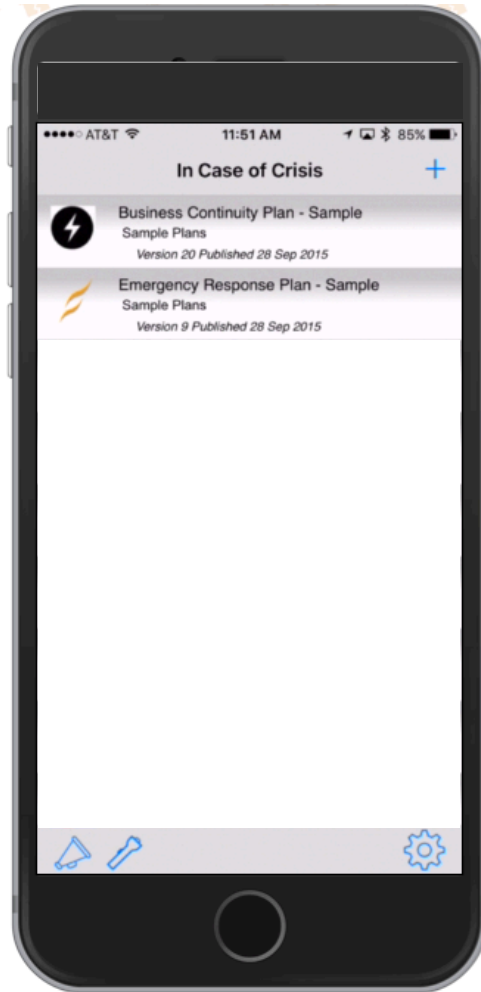 AT&T 11:51 AM 85%
In Case of Crisis +
Business Continuity Plan - Sample
Sample Plans
Version 20 Published 28 Sep 2015
Emergency Response Plan - Sample
Sample Plans
Version 9 Published 28 Sep 2015